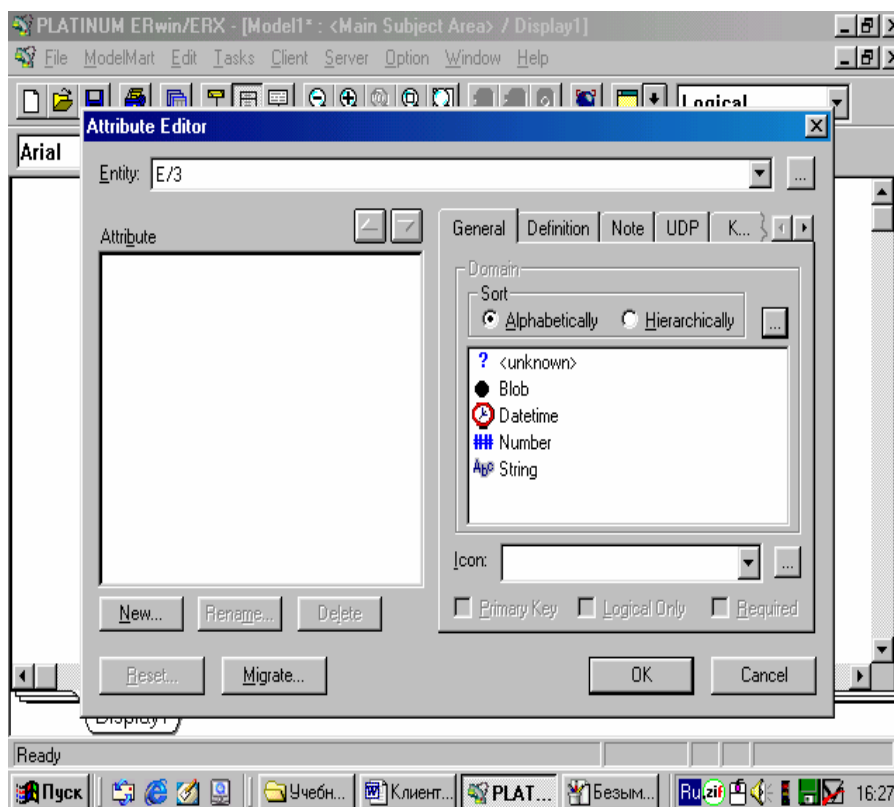 PLATINUM ERwin/ERX - [Model1* : <Main Subject Area> / Display1]
File ModelMart Edit Tasks Client Server Option Window Help
Logical
Attribute Editor
Arial
Entity: E/3 ...
Attribute
General Definition Note UDP K...
Domain
Sort
Alphabetically Hierarchically ...
? <unknown>
Blob
Datetime
## Number
Abc String
Icon: ...
New... Rename... Delete
Primary Key Logical Only Required
Reset... Migrate... OK Cancel
Display1
Ready
Пуск Учебн... Клиент... PLAT... Безым... Ru zif